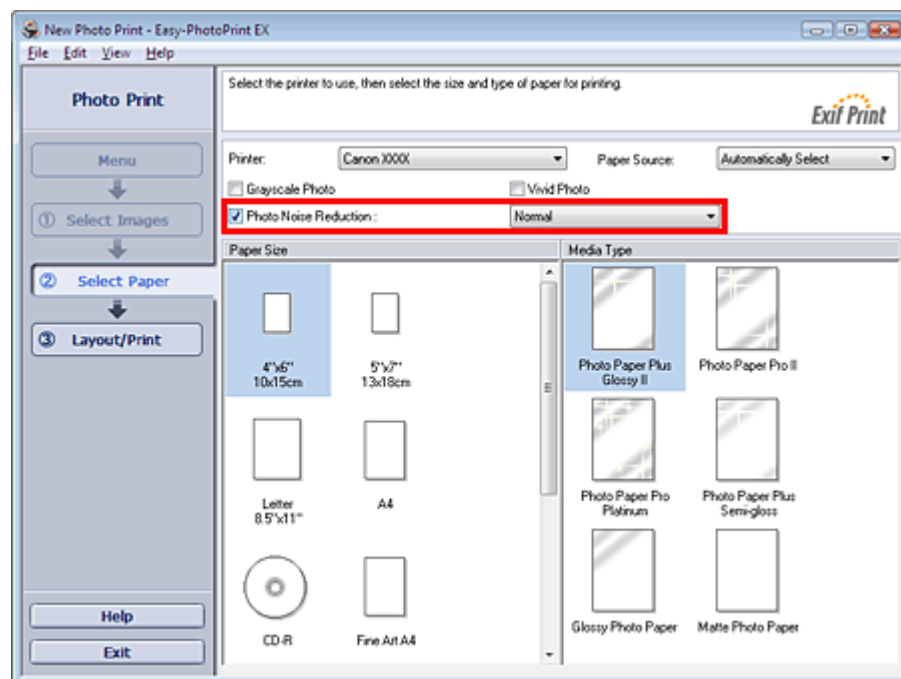 New Photo Print - Easy-PhotoPrint EX
File Edit View Help
Photo Print
Select the printer to use, then select the size and type of paper for printing.
Exif Print
Menu
Printer: Canon XXXX Paper Source: Automatically Select
Grayscale Photo Vivid Photo
① Select Images
Photo Noise Reduction : Normal
Paper Size Media Type
② Select Paper
③ Layout/Print
4"x6" 5"x7"
10x15cm 13x18cm
Photo Paper Plus Photo Paper Pro II
Glossy II
Letter A4
8.5"x11"
Photo Paper Pro Photo Paper Plus
Platinum Semi-gloss
CD-R Fine Art A4
Glossy Photo Paper Matte Photo Paper
Help
Exit